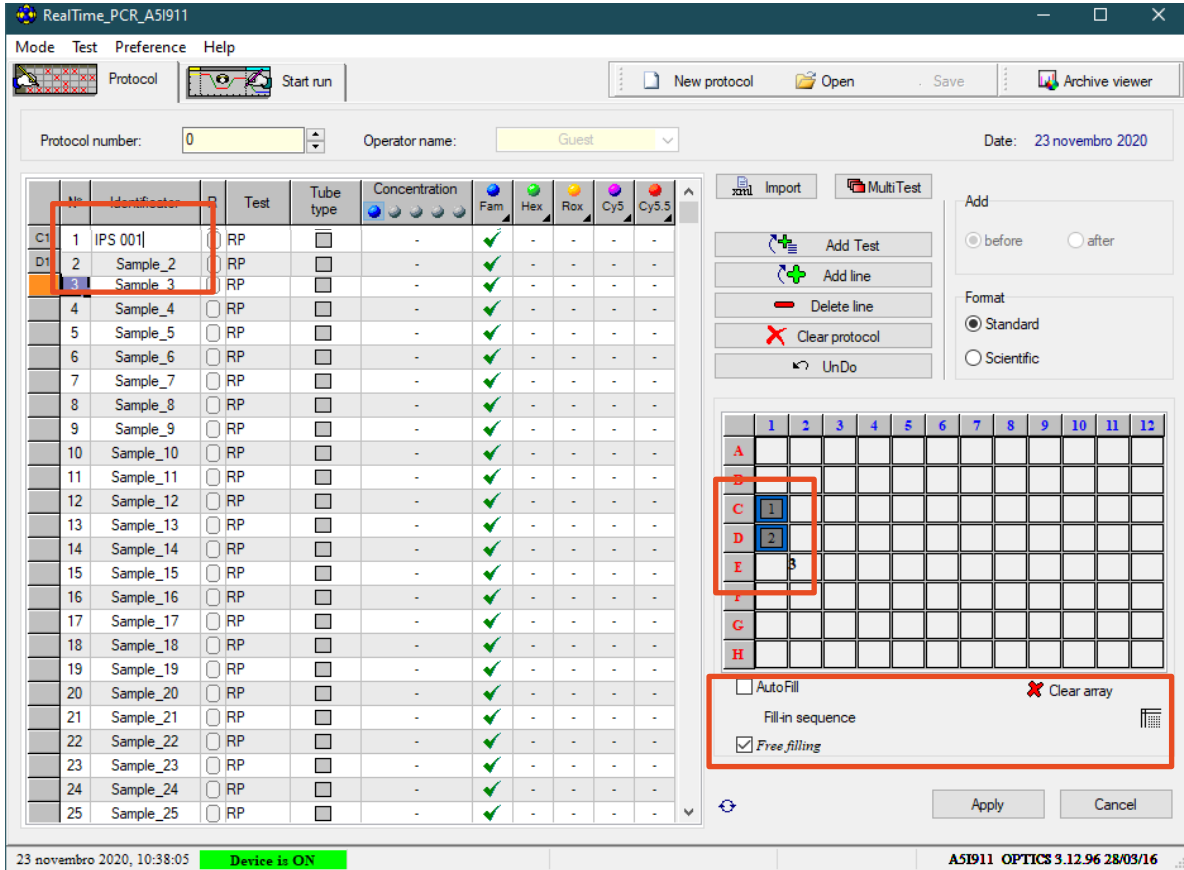 RealTime_PCR_A5I911
Mode Test Preference Help
Protocol Start run New protocol Open Save Archive viewer
Protocol number: 0 Operator name: Guest Date: 23 novembro 2020
Nº Identificator R Test Tube type Concentration Fam Hex Rox Cy5 Cy5.5
C1 1 IPS 001 RP - - - - -
D1 2 Sample_2 RP - - - - -
3 Sample_3 RP - - - - -
4 Sample_4 RP - - - - -
5 Sample_5 RP - - - - -
6 Sample_6 RP - - - - -
7 Sample_7 RP - - - - -
8 Sample_8 RP - - - - -
9 Sample_9 RP - - - - -
10 Sample_10 RP - - - - -
11 Sample_11 RP - - - - -
12 Sample_12 RP - - - - -
13 Sample_13 RP - - - - -
14 Sample_14 RP - - - - -
15 Sample_15 RP - - - - -
16 Sample_16 RP - - - - -
17 Sample_17 RP - - - - -
18 Sample_18 RP - - - - -
19 Sample_19 RP - - - - -
20 Sample_20 RP - - - - -
21 Sample_21 RP - - - - -
22 Sample_22 RP - - - - -
23 Sample_23 RP - - - - -
24 Sample_24 RP - - - - -
25 Sample_25 RP - - - - -
xml Import MultiTest
Add Test
Add line
Delete line
Clear protocol
UnDo
Add
before after
Format
Standard
Scientific
1 2 3 4 5 6 7 8 9 10 11 12
A
B
C 1
D 2
E 3
F
G
H
AutoFill Clear array
Fill-in sequence
Free filling
Apply Cancel
23 novembro 2020, 10:38:05 Device is ON A5I911 OPTICS 3.12.96 28/03/16